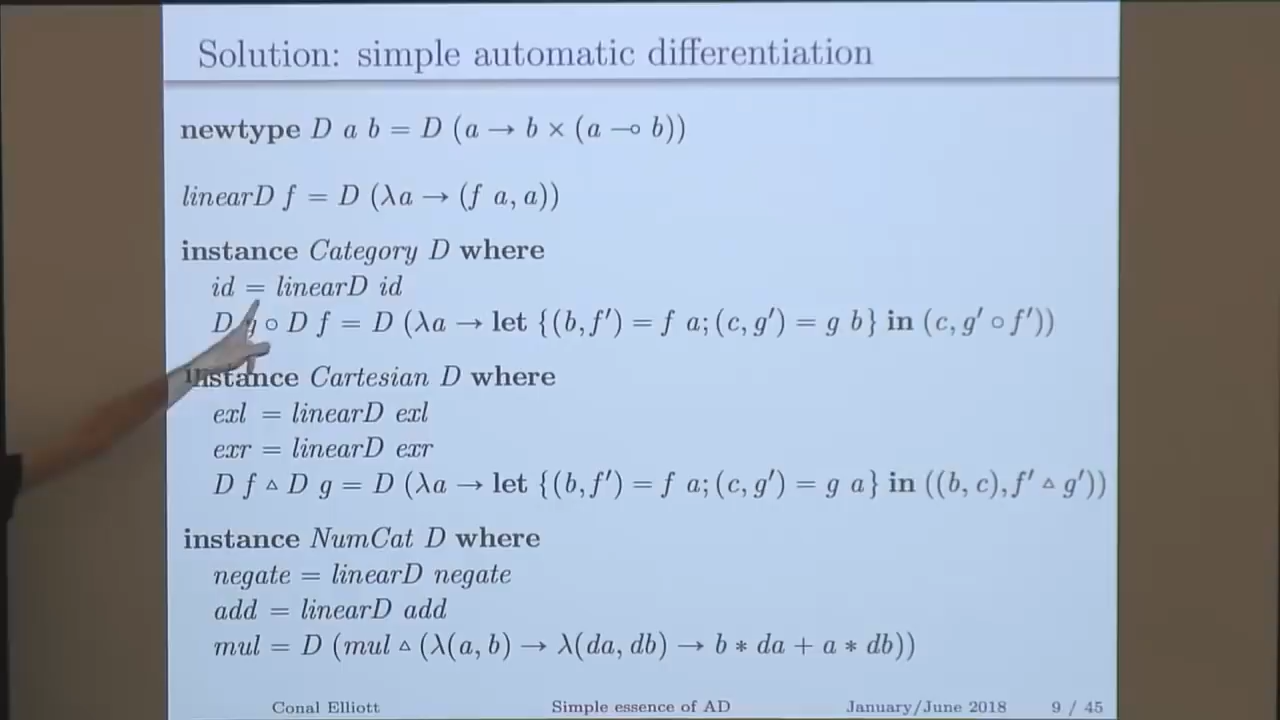 Solution: simple automatic differentiation
newtype D a b = D (a → b × (a ⊸ b))
linearD f = D (λa → (f a, a))
instance Category D where
id = linearD id
D g ∘ D f = D (λa → let {(b, f′) = f a; (c, g′) = g b} in (c, g′ ∘ f′))
instance Cartesian D where
exl = linearD exl
exr = linearD exr
D f ▵ D g = D (λa → let {(b, f′) = f a; (c, g′) = g a} in ((b, c), f′ ▵ g′))
instance NumCat D where
negate = linearD negate
add = linearD add
mul = D (mul ▵ (λ(a, b) → λ(da, db) → b * da + a * db))
Conal Elliott Simple essence of AD January/June 2018 9 / 45